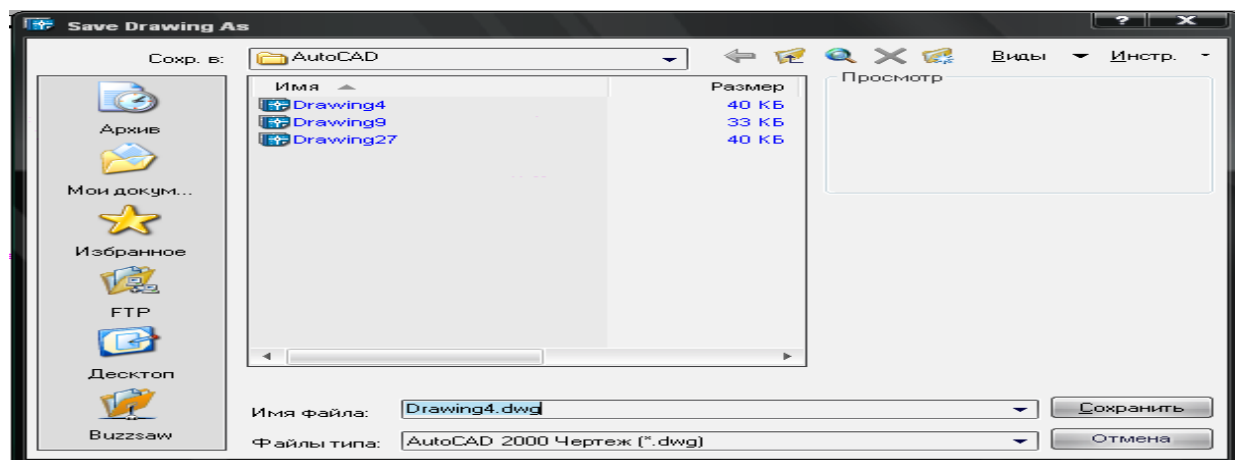 Save Drawing As
Сохр. в: AutoCAD Виды Инстр.
Имя Размер Просмотр
Drawing4 40 КБ
Drawing9 33 КБ
Drawing27 40 КБ
Архив
Мои докум...
Избранное
FTP
Десктоп
Buzzsaw
Имя файла: Drawing4.dwg Сохранить
Файлы типа: AutoCAD 2000 Чертеж (*.dwg) Отмена